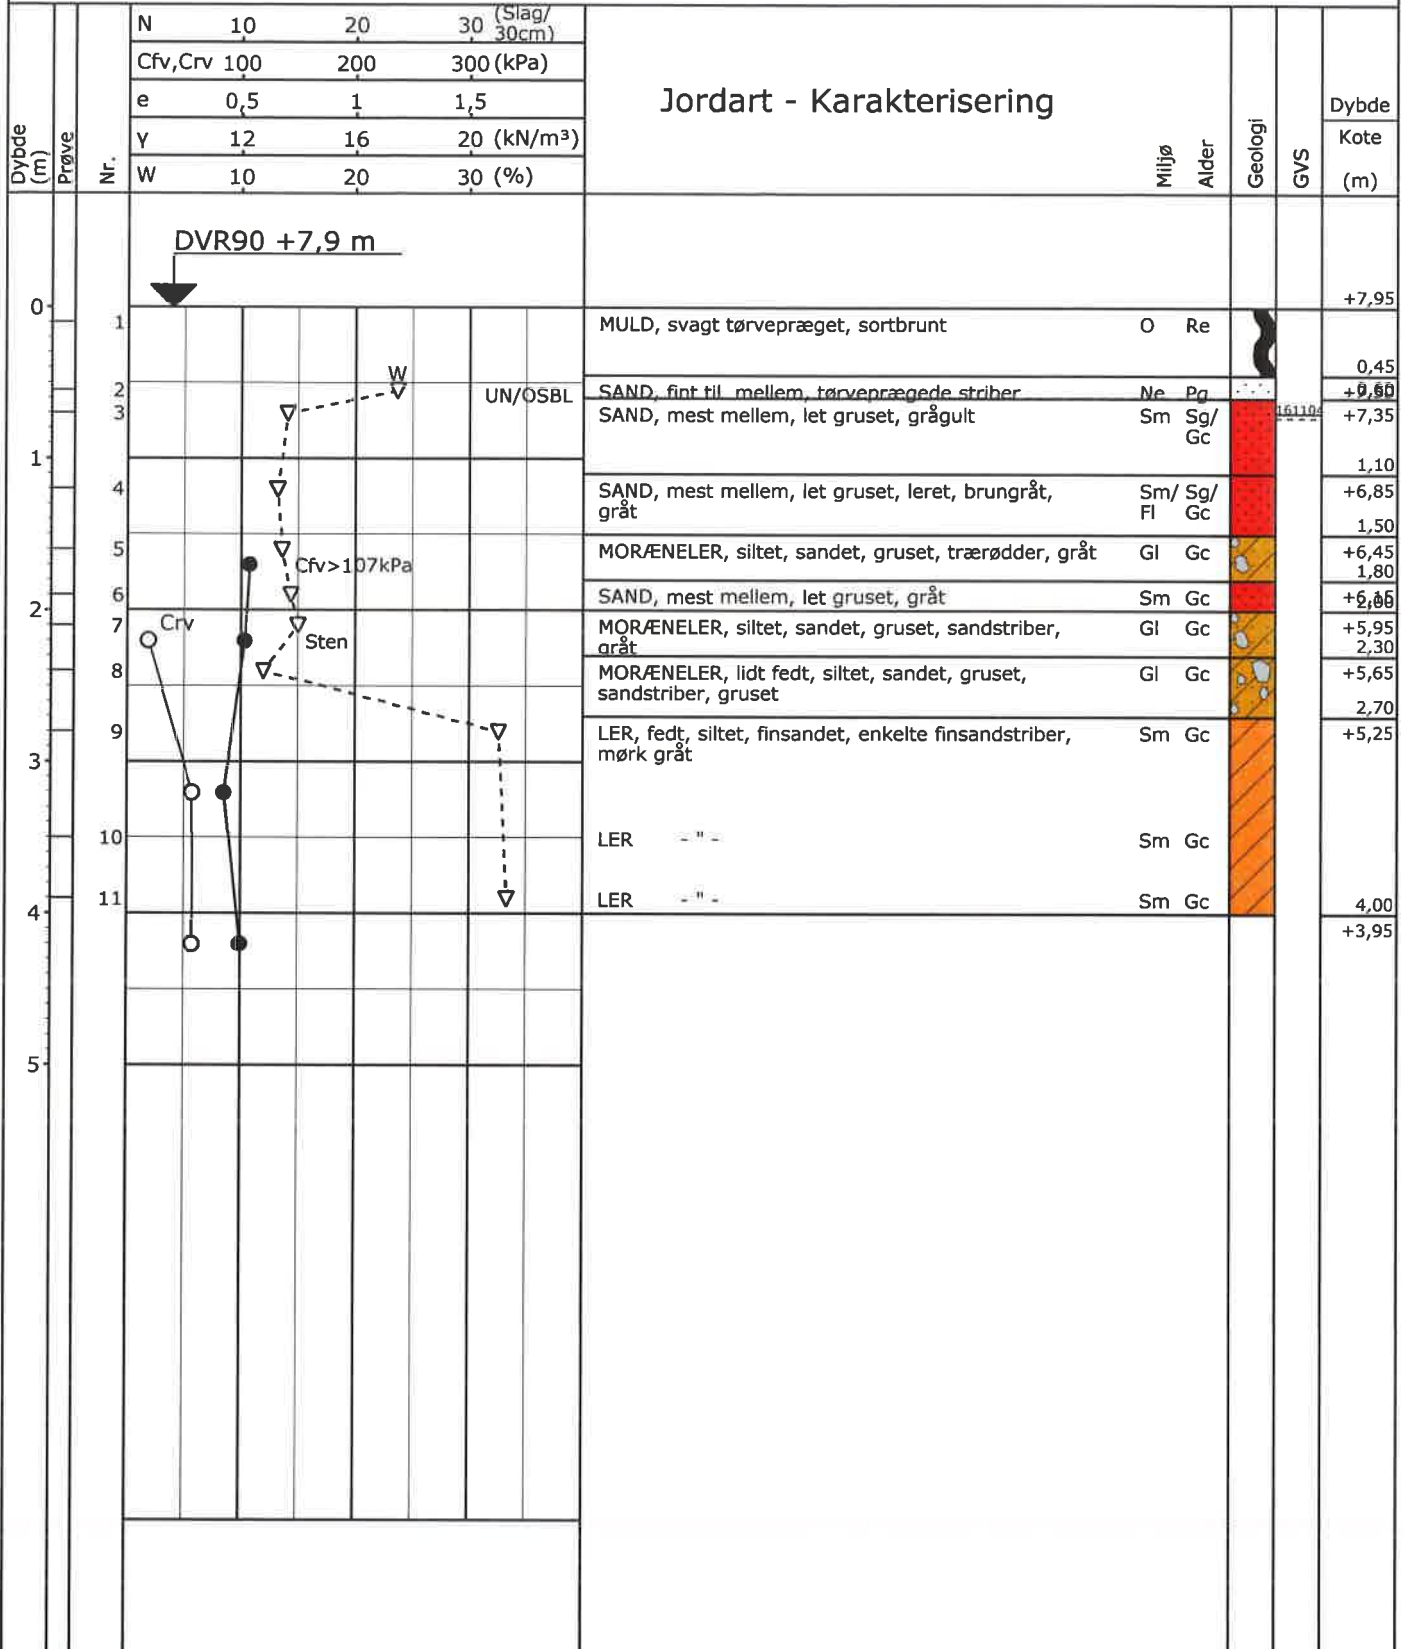 N 10 20 30 (Slag/30cm)
Cfv,Crv 100 200 300 (kPa)
e 0,5 1 1,5
γ 12 16 20 (kN/m³)
W 10 20 30 (%)
Dybde (m)
Prøve
Nr.
Jordart - Karakterisering
Miljø
Alder
Geologi
GVS
Dybde
Kote
(m)
DVR90 +7,9 m
0 +7,95
1 MULD, svagt tørvepræget, sortbrunt O Re
0,45
W
2 UN/OSBL SAND, fint til mellem, tørveprægede striber Ne Pg
3 SAND, mest mellem, let gruset, grågult Sm Sg/ 161104 +7,35
Gc
1 1,10
4 SAND, mest mellem, let gruset, leret, brungråt, Sm/ Sg/ +6,85
gråt Fl Gc
1,50
5 MORÆNELER, siltet, sandet, gruset, trærødder, gråt Gl Gc +6,45
Cfv>107kPa 1,80
6 SAND, mest mellem, let gruset, gråt Sm Gc +6,15
2 2,00
7 Crv MORÆNELER, siltet, sandet, gruset, sandstriber, Gl Gc +5,95
Sten gråt 2,30
8 MORÆNELER, lidt fedt, siltet, sandet, gruset, Gl Gc +5,65
sandstriber, gruset
2,70
9 LER, fedt, siltet, finsandet, enkelte finsandstriber, Sm Gc +5,25
mørk gråt
3
10 LER - " - Sm Gc
11 LER - " - Sm Gc
4 4,00
+3,95
5